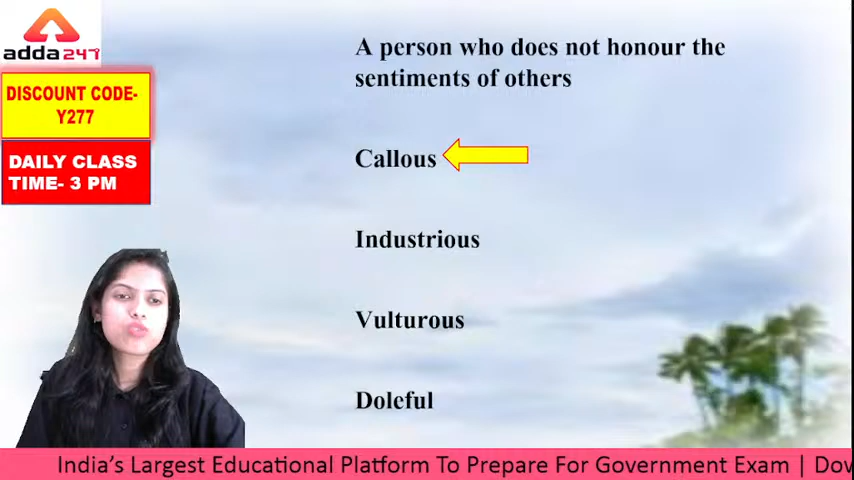 adda247
DISCOUNT CODE-
Y277
DAILY CLASS
TIME- 3 PM
A person who does not honour the
sentiments of others
Callous
Industrious
Vulturous
Doleful
India's Largest Educational Platform To Prepare For Government Exam | Dov